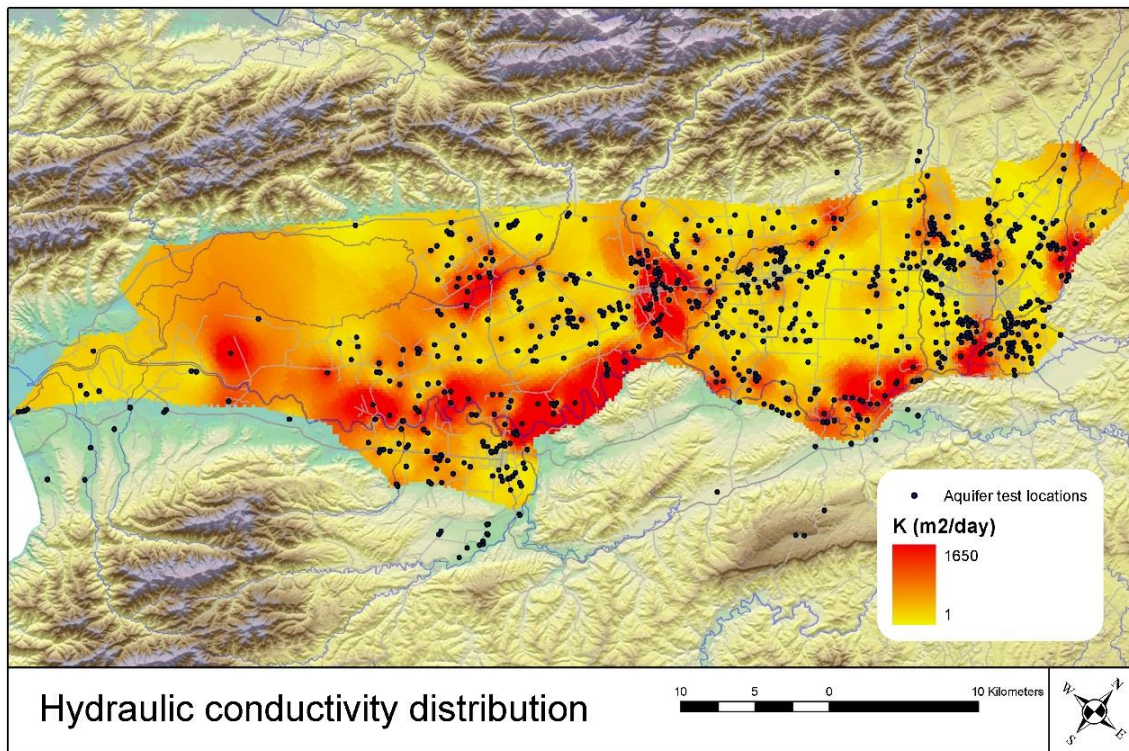 Aquifer test locations
K (m2/day)
1650
1
Hydraulic conductivity distribution
10 5 0 10 Kilometers
W N
S E